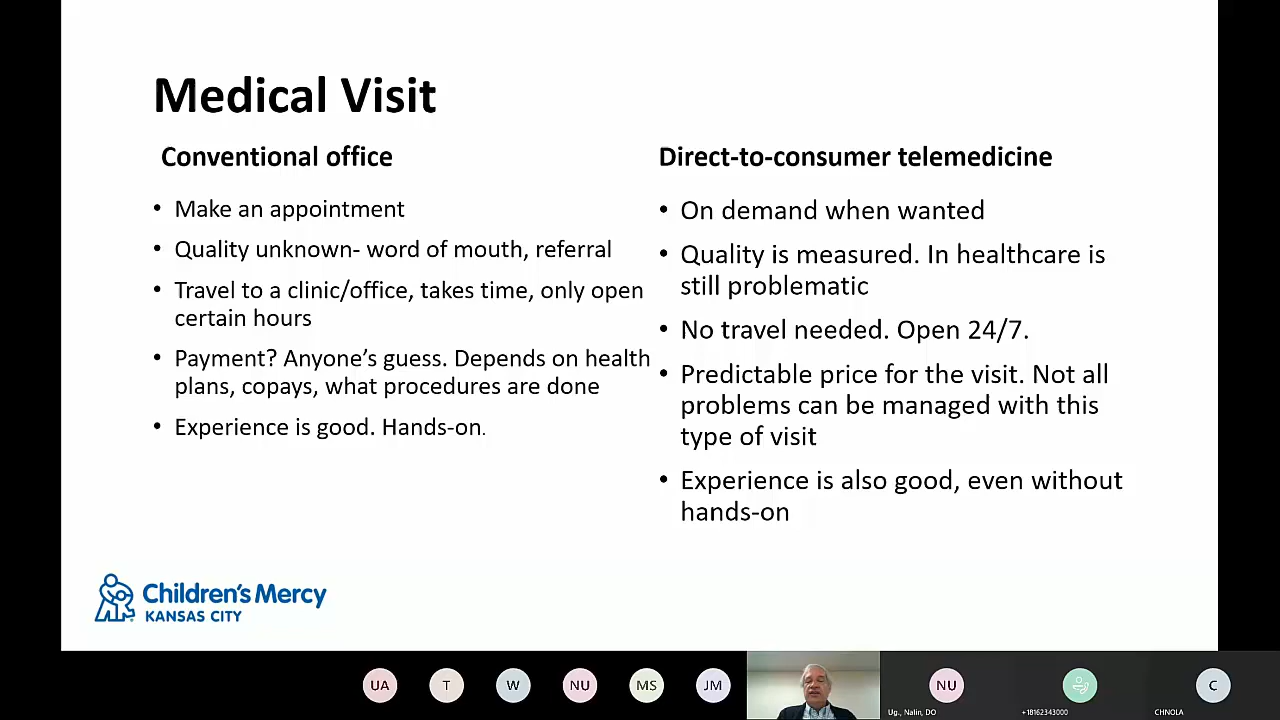 Medical Visit
Conventional office
• Make an appointment
• Quality unknown- word of mouth, referral
• Travel to a clinic/office, takes time, only open
certain hours
• Payment? Anyone's guess. Depends on health
plans, copays, what procedures are done
• Experience is good. Hands-on.
Direct-to-consumer telemedicine
• On demand when wanted
• Quality is measured. In healthcare is
still problematic
• No travel needed. Open 24/7.
• Predictable price for the visit. Not all
problems can be managed with this
type of visit
• Experience is also good, even without
hands-on
Children's Mercy
KANSAS CITY
UA
T
W
NU
MS
JM
NU
C
Ug., Nalin, DO
+18162343000
CHNOLA